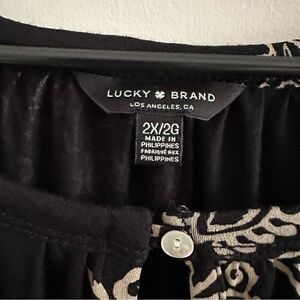 LUCKY BRAND
LOS ANGELES, CA
2X/2G
MADE IN
PHILIPPINES
FABRIQUÉ AUX
PHILIPPINES